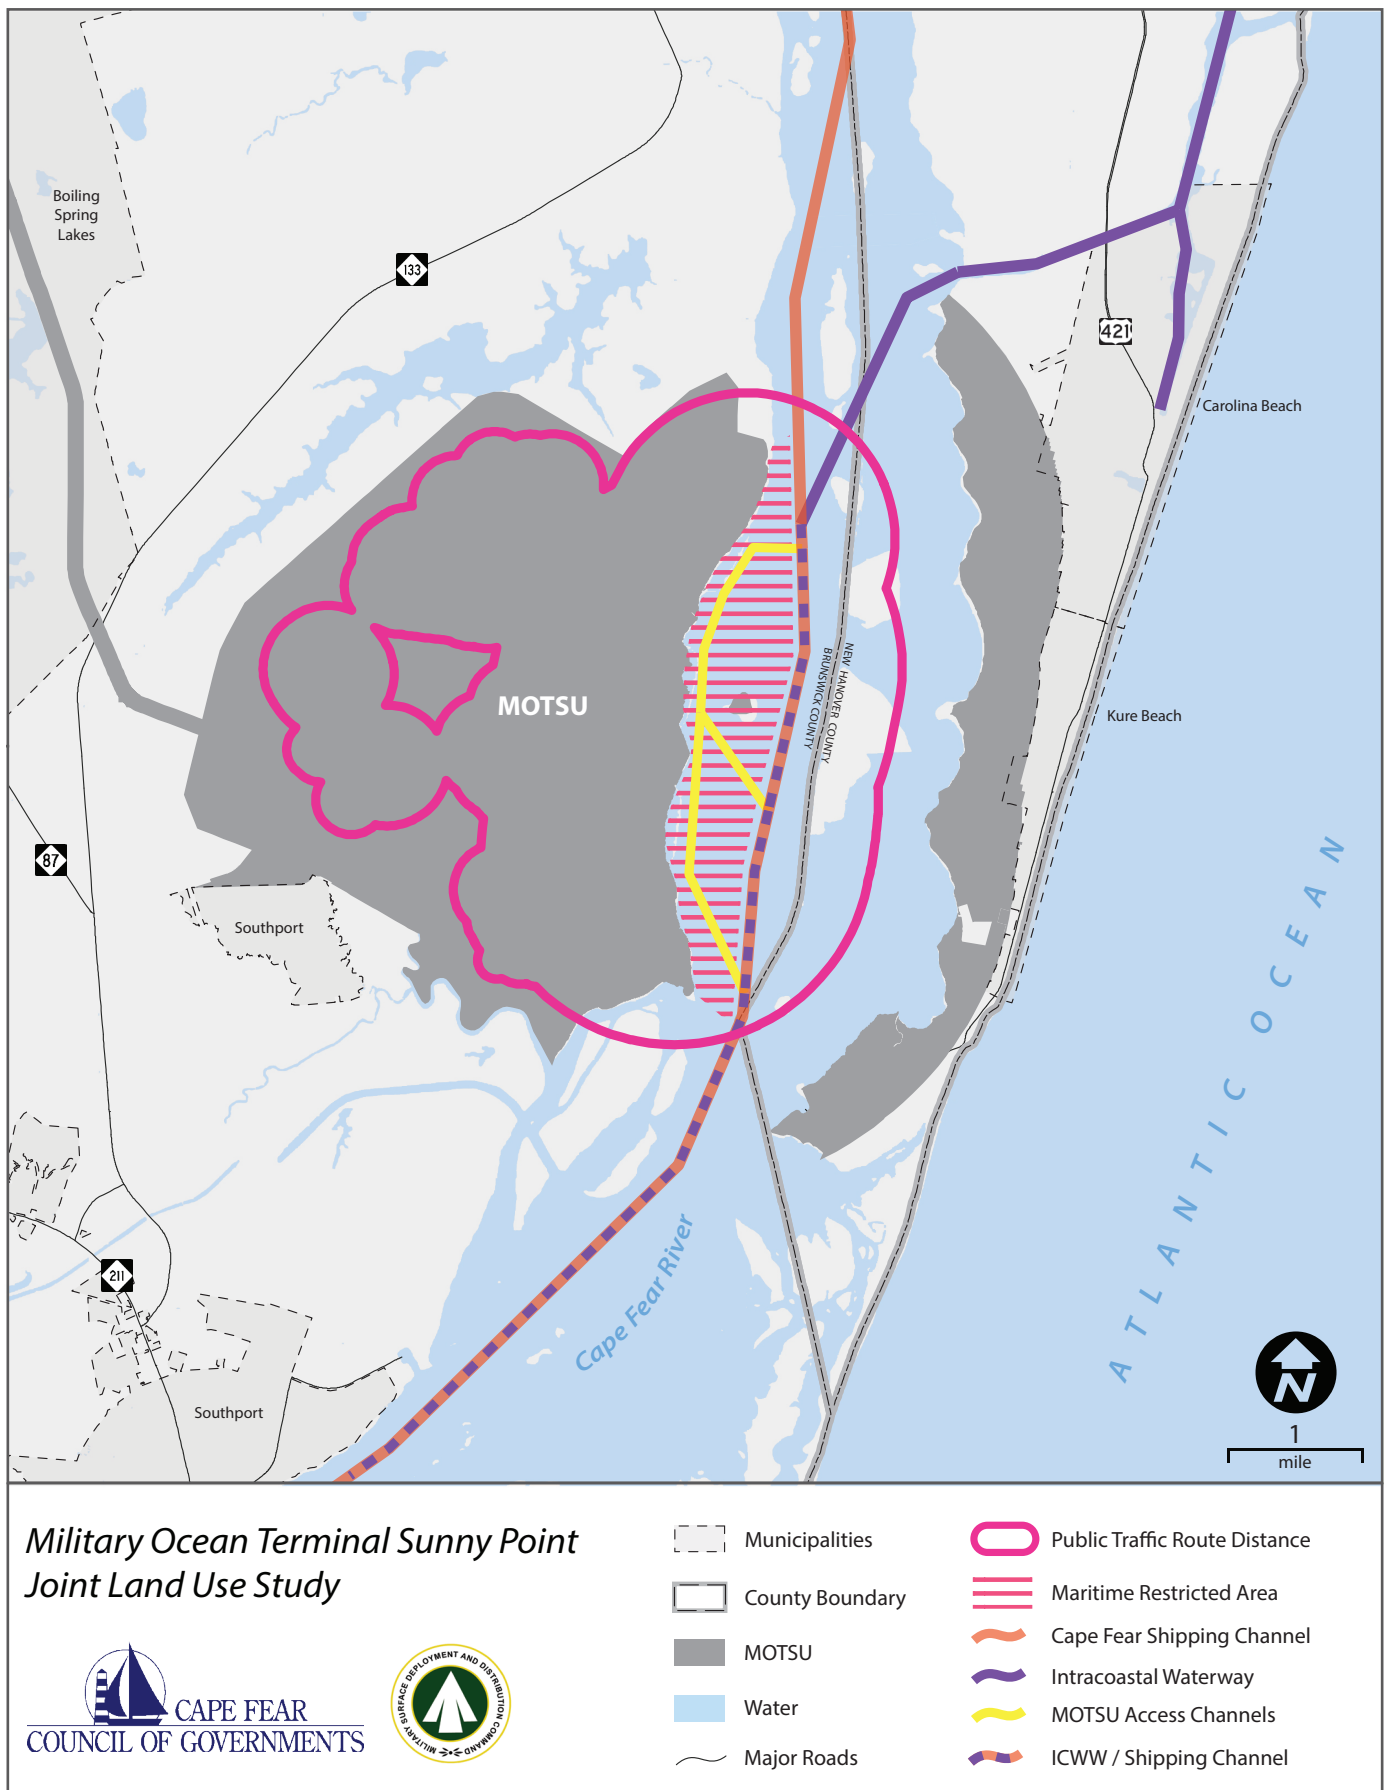 Boiling
Spring
Lakes
133
421
Carolina Beach
MOTSU
NEW HANOVER COUNTY
BRUNSWICK COUNTY
Kure Beach
87
Southport
ATLANTIC OCEAN
Cape Fear River
211
Southport
N
1
mile
Military Ocean Terminal Sunny Point
Joint Land Use Study
CAPE FEAR
COUNCIL OF GOVERNMENTS
MILITARY SURFACE DEPLOYMENT AND DISTRIBUTION COMMAND
Municipalities
County Boundary
MOTSU
Water
Major Roads
Public Traffic Route Distance
Maritime Restricted Area
Cape Fear Shipping Channel
Intracoastal Waterway
MOTSU Access Channels
ICWW / Shipping Channel